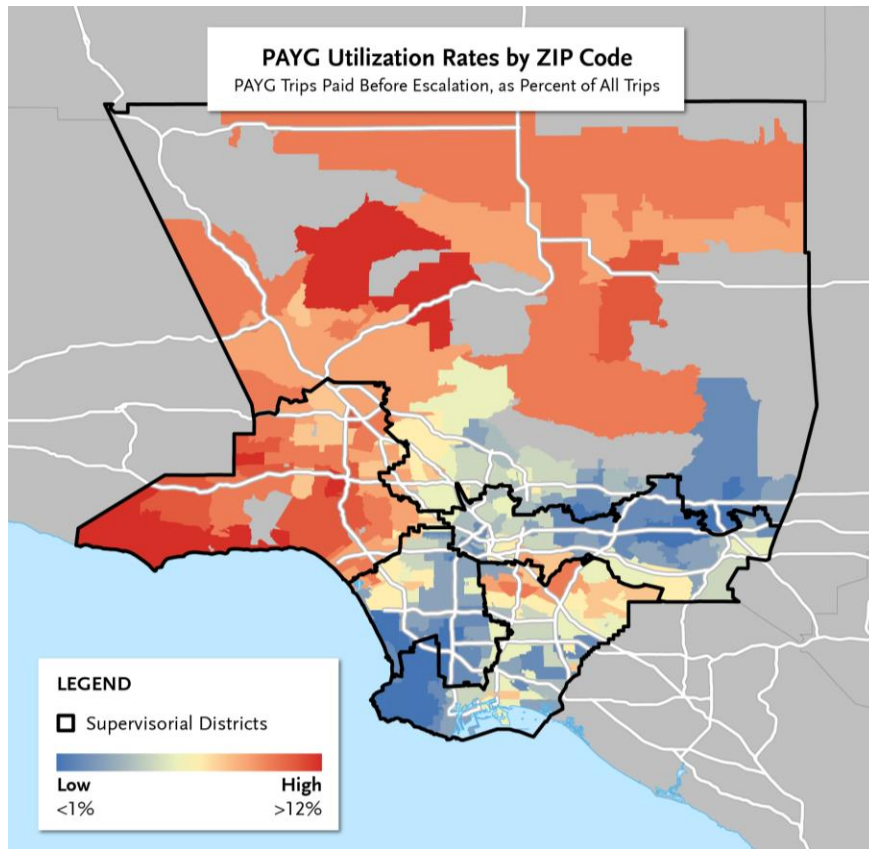 PAYG Utilization Rates by ZIP Code
PAYG Trips Paid Before Escalation, as Percent of All Trips
LEGEND
Supervisorial Districts
Low
High
<1%
>12%